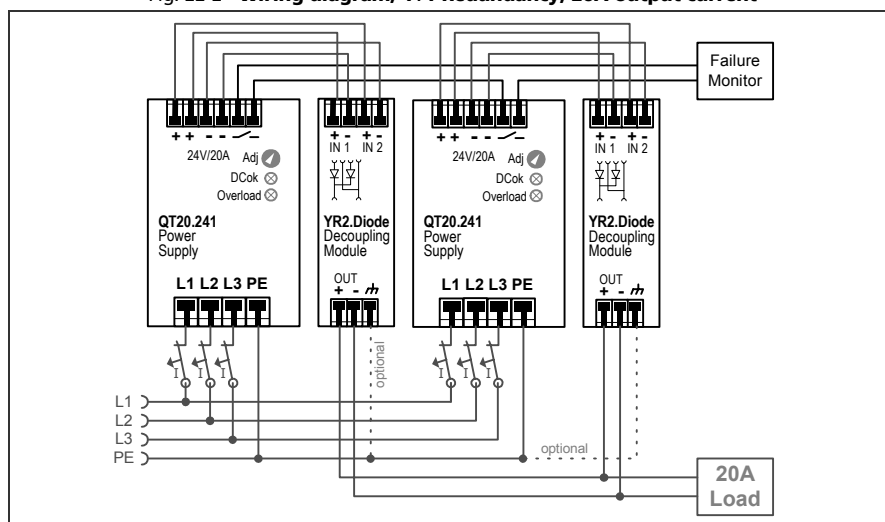 Fig. 22-2 Wiring diagram, 1+1 Redundancy, 20A output current
Failure
Monitor
+ + - -
24V/20A Adj
DCok
Overload
QT20.241
Power
Supply
L1 L2 L3 PE
+ - + -
IN 1 IN 2
YR2.Diode
Decoupling
Module
OUT
+ -
+ + - -
24V/20A Adj
DCok
Overload
QT20.241
Power
Supply
L1 L2 L3 PE
+ - + -
IN 1 IN 2
YR2.Diode
Decoupling
Module
OUT
+ -
I I I
optional
I I I
L1
L2
L3
PE
optional
20A
Load